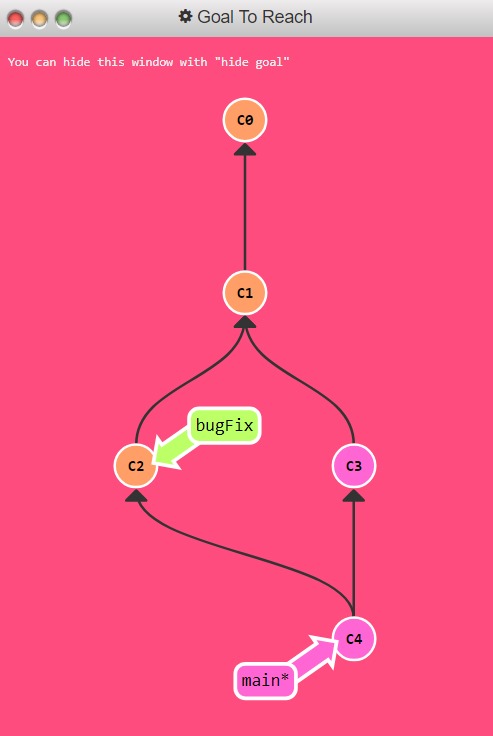 Goal To Reach
You can hide this window with "hide goal"
C0
C1
bugFix
C2
C3
C4
main*